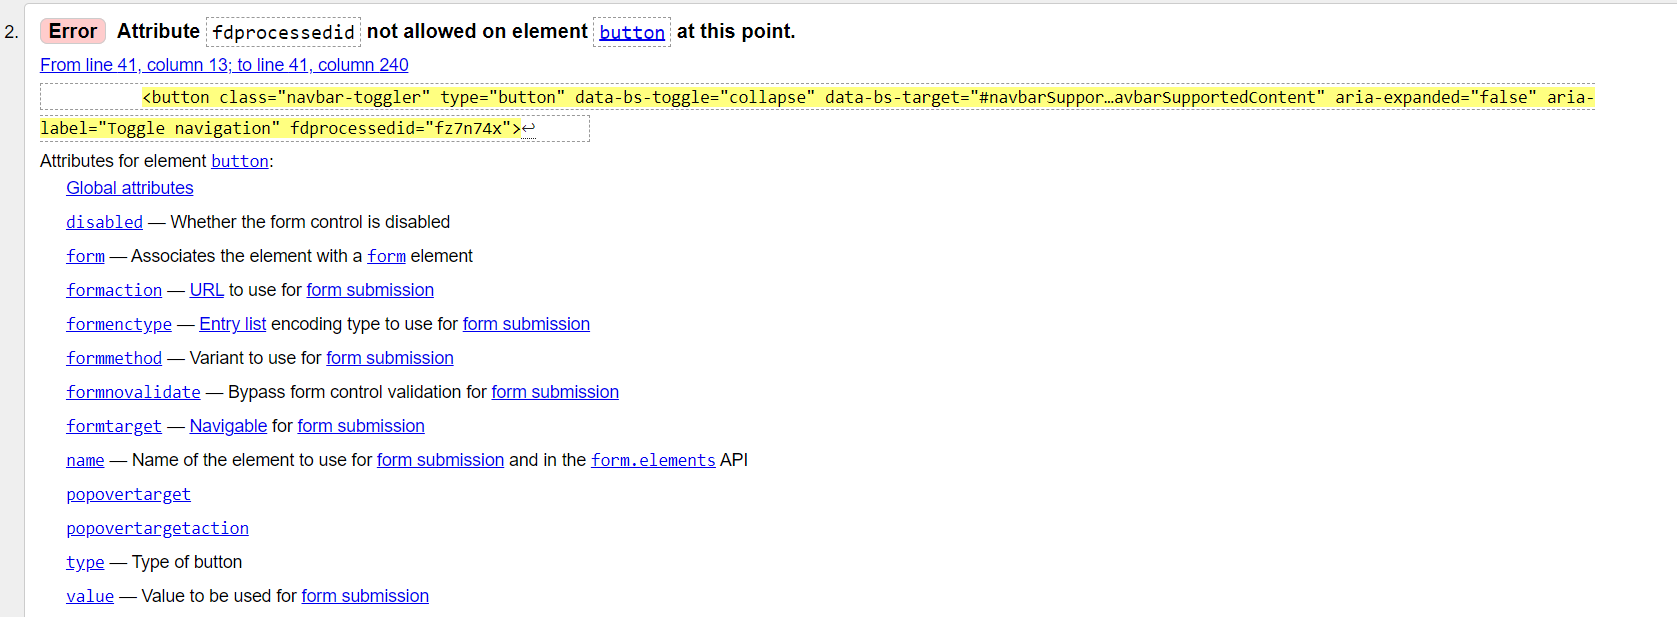 2. Error Attribute fdprocessedid not allowed on element button at this point.
From line 41, column 13; to line 41, column 240
<button class="navbar-toggler" type="button" data-bs-toggle="collapse" data-bs-target="#navbarSuppor…avbarSupportedContent" aria-expanded="false" aria-
label="Toggle navigation" fdprocessedid="fz7n74x">↩
Attributes for element button:
Global attributes
disabled — Whether the form control is disabled
form — Associates the element with a form element
formaction — URL to use for form submission
formenctype — Entry list encoding type to use for form submission
formmethod — Variant to use for form submission
formnovalidate — Bypass form control validation for form submission
formtarget — Navigable for form submission
name — Name of the element to use for form submission and in the form.elements API
popovertarget
popovertargetaction
type — Type of button
value — Value to be used for form submission